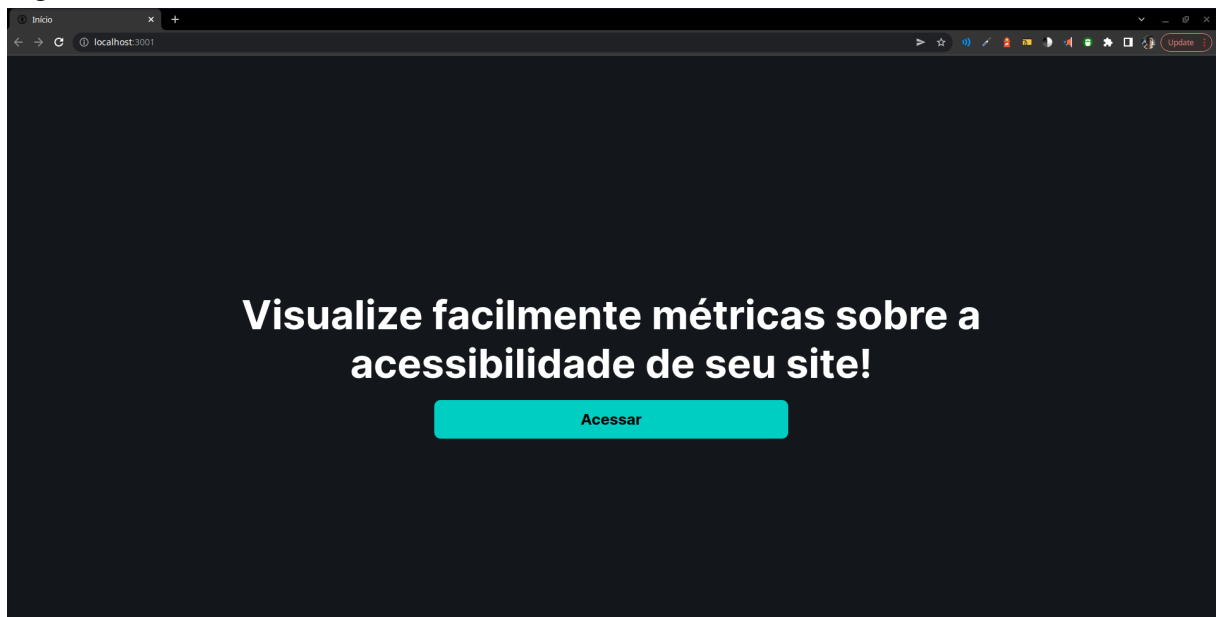 Início
localhost:3001
Update
Visualize facilmente métricas sobre a
acessibilidade de seu site!
Acessar